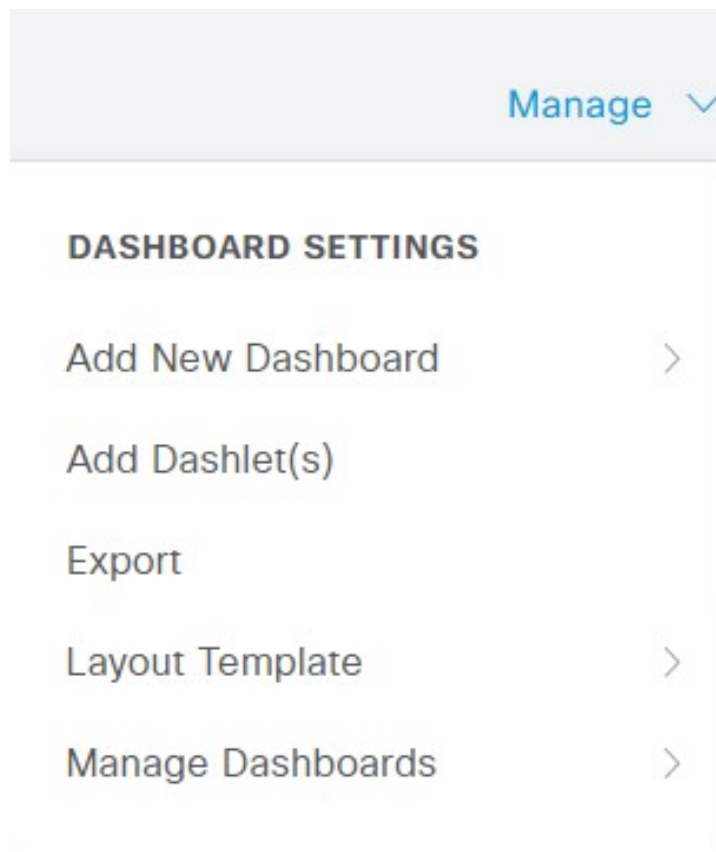 Manage
DASHBOARD SETTINGS
Add New Dashboard
Add Dashlet(s)
Export
Layout Template
Manage Dashboards